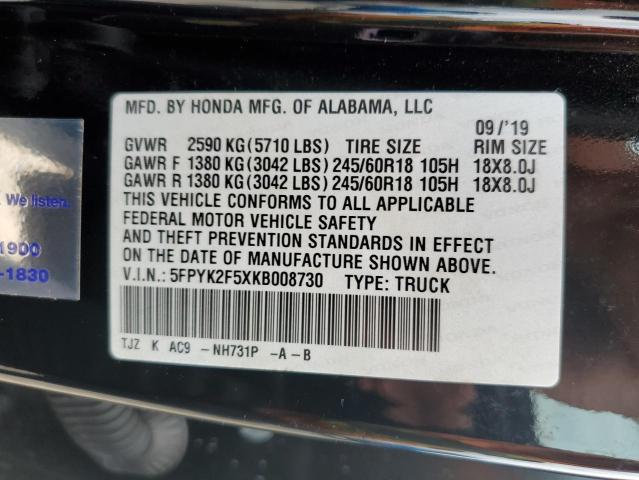 MFD. BY HONDA MFG. OF ALABAMA, LLC
09/'19
GVWR 2590 KG(5710 LBS) TIRE SIZE RIM SIZE
GAWR F 1380 KG(3042 LBS) 245/60R18 105H 18X8.0J
GAWR R 1380 KG(3042 LBS) 245/60R18 105H 18X8.0J
THIS VEHICLE CONFORMS TO ALL APPLICABLE
FEDERAL MOTOR VEHICLE SAFETY
AND THEFT PREVENTION STANDARDS IN EFFECT
ON THE DATE OF MANUFACTURE SHOWN ABOVE.
V.I.N.: 5FPYK2F5XKB008730 TYPE: TRUCK
TJZ K AC9 -NH731P -A-B
We listen.
1900
-1830